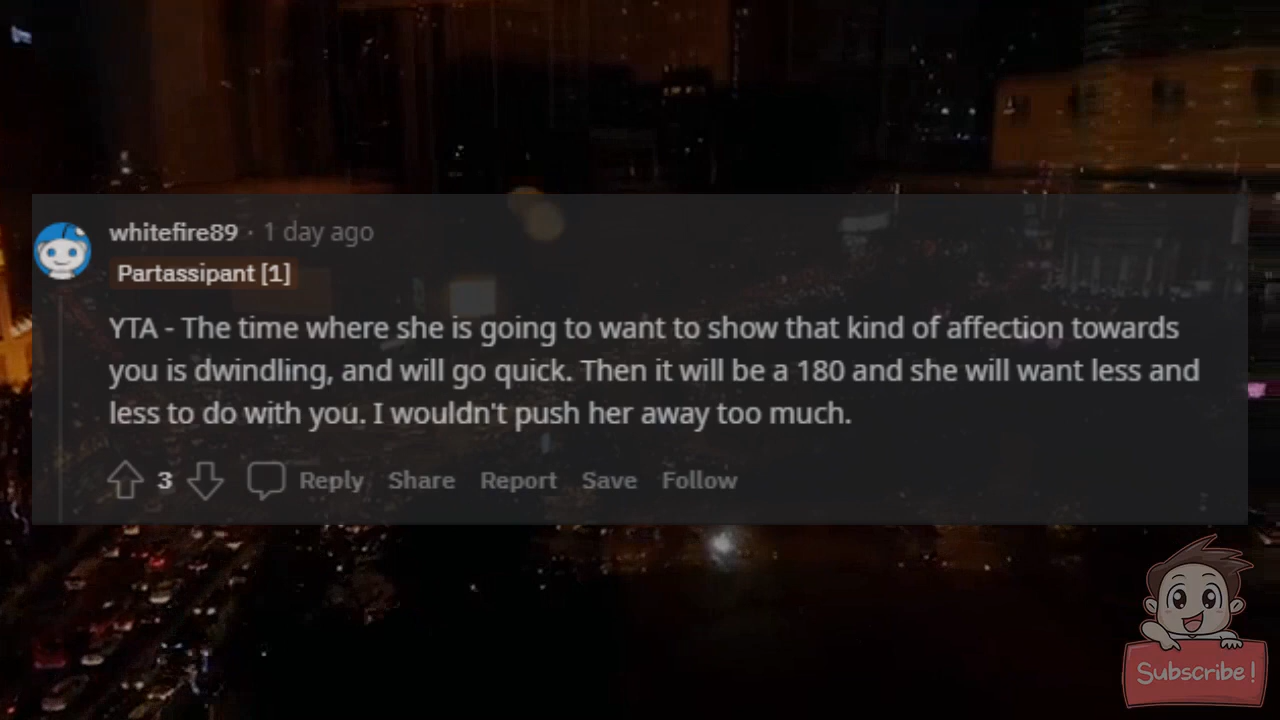 whitefire89 · 1 day ago
Partassipant [1]
YTA - The time where she is going to want to show that kind of affection towards
you is dwindling, and will go quick. Then it will be a 180 and she will want less and
less to do with you. I wouldn't push her away too much.
3 Reply Share Report Save Follow
Subscribe!